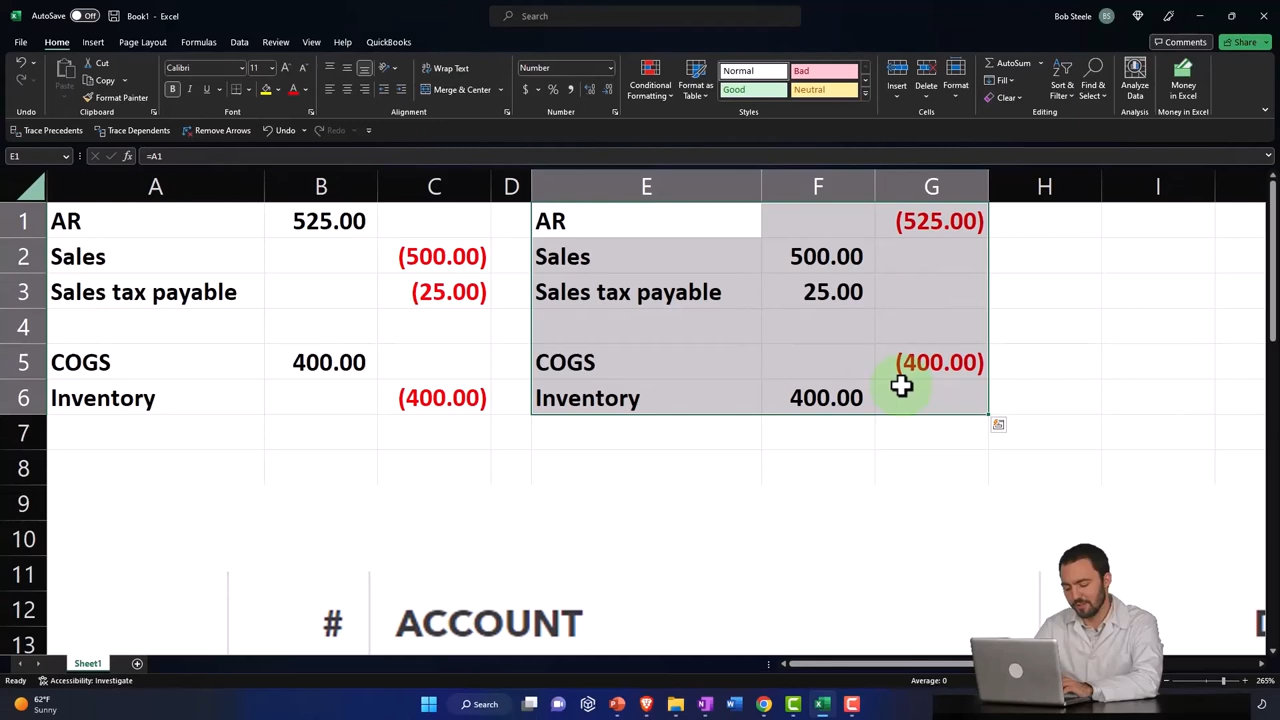 AutoSave Off Book1 - Excel Search Bob Steele BS
File Home Insert Page Layout Formulas Data Review View Help QuickBooks Comments Share
Cut Calibri 11 A A Wrap Text Number Normal Bad AutoSum
Copy Fill
Paste Conditional Formatting Format as Table Insert Delete Format Sort & Filter Find & Select Analyze Data Money in Excel
Format Painter B I U A Merge & Center $ % Good Neutral Clear
Undo Clipboard Font Alignment Number Styles Cells Editing Analysis Money in Excel
Trace Precedents Trace Dependents Remove Arrows Undo Redo
E1 fx =A1
A B C D E F G H I
1 AR 525.00 AR (525.00)
2 Sales (500.00) Sales 500.00
3 Sales tax payable (25.00) Sales tax payable 25.00
4
5 COGS 400.00 COGS (400.00)
6 Inventory (400.00) Inventory 400.00
7
8
9
10
11
12 # ACCOUNT
13
Sheet1
Ready Accessibility: Investigate Average: 0 265%
62°F
Sunny
Search